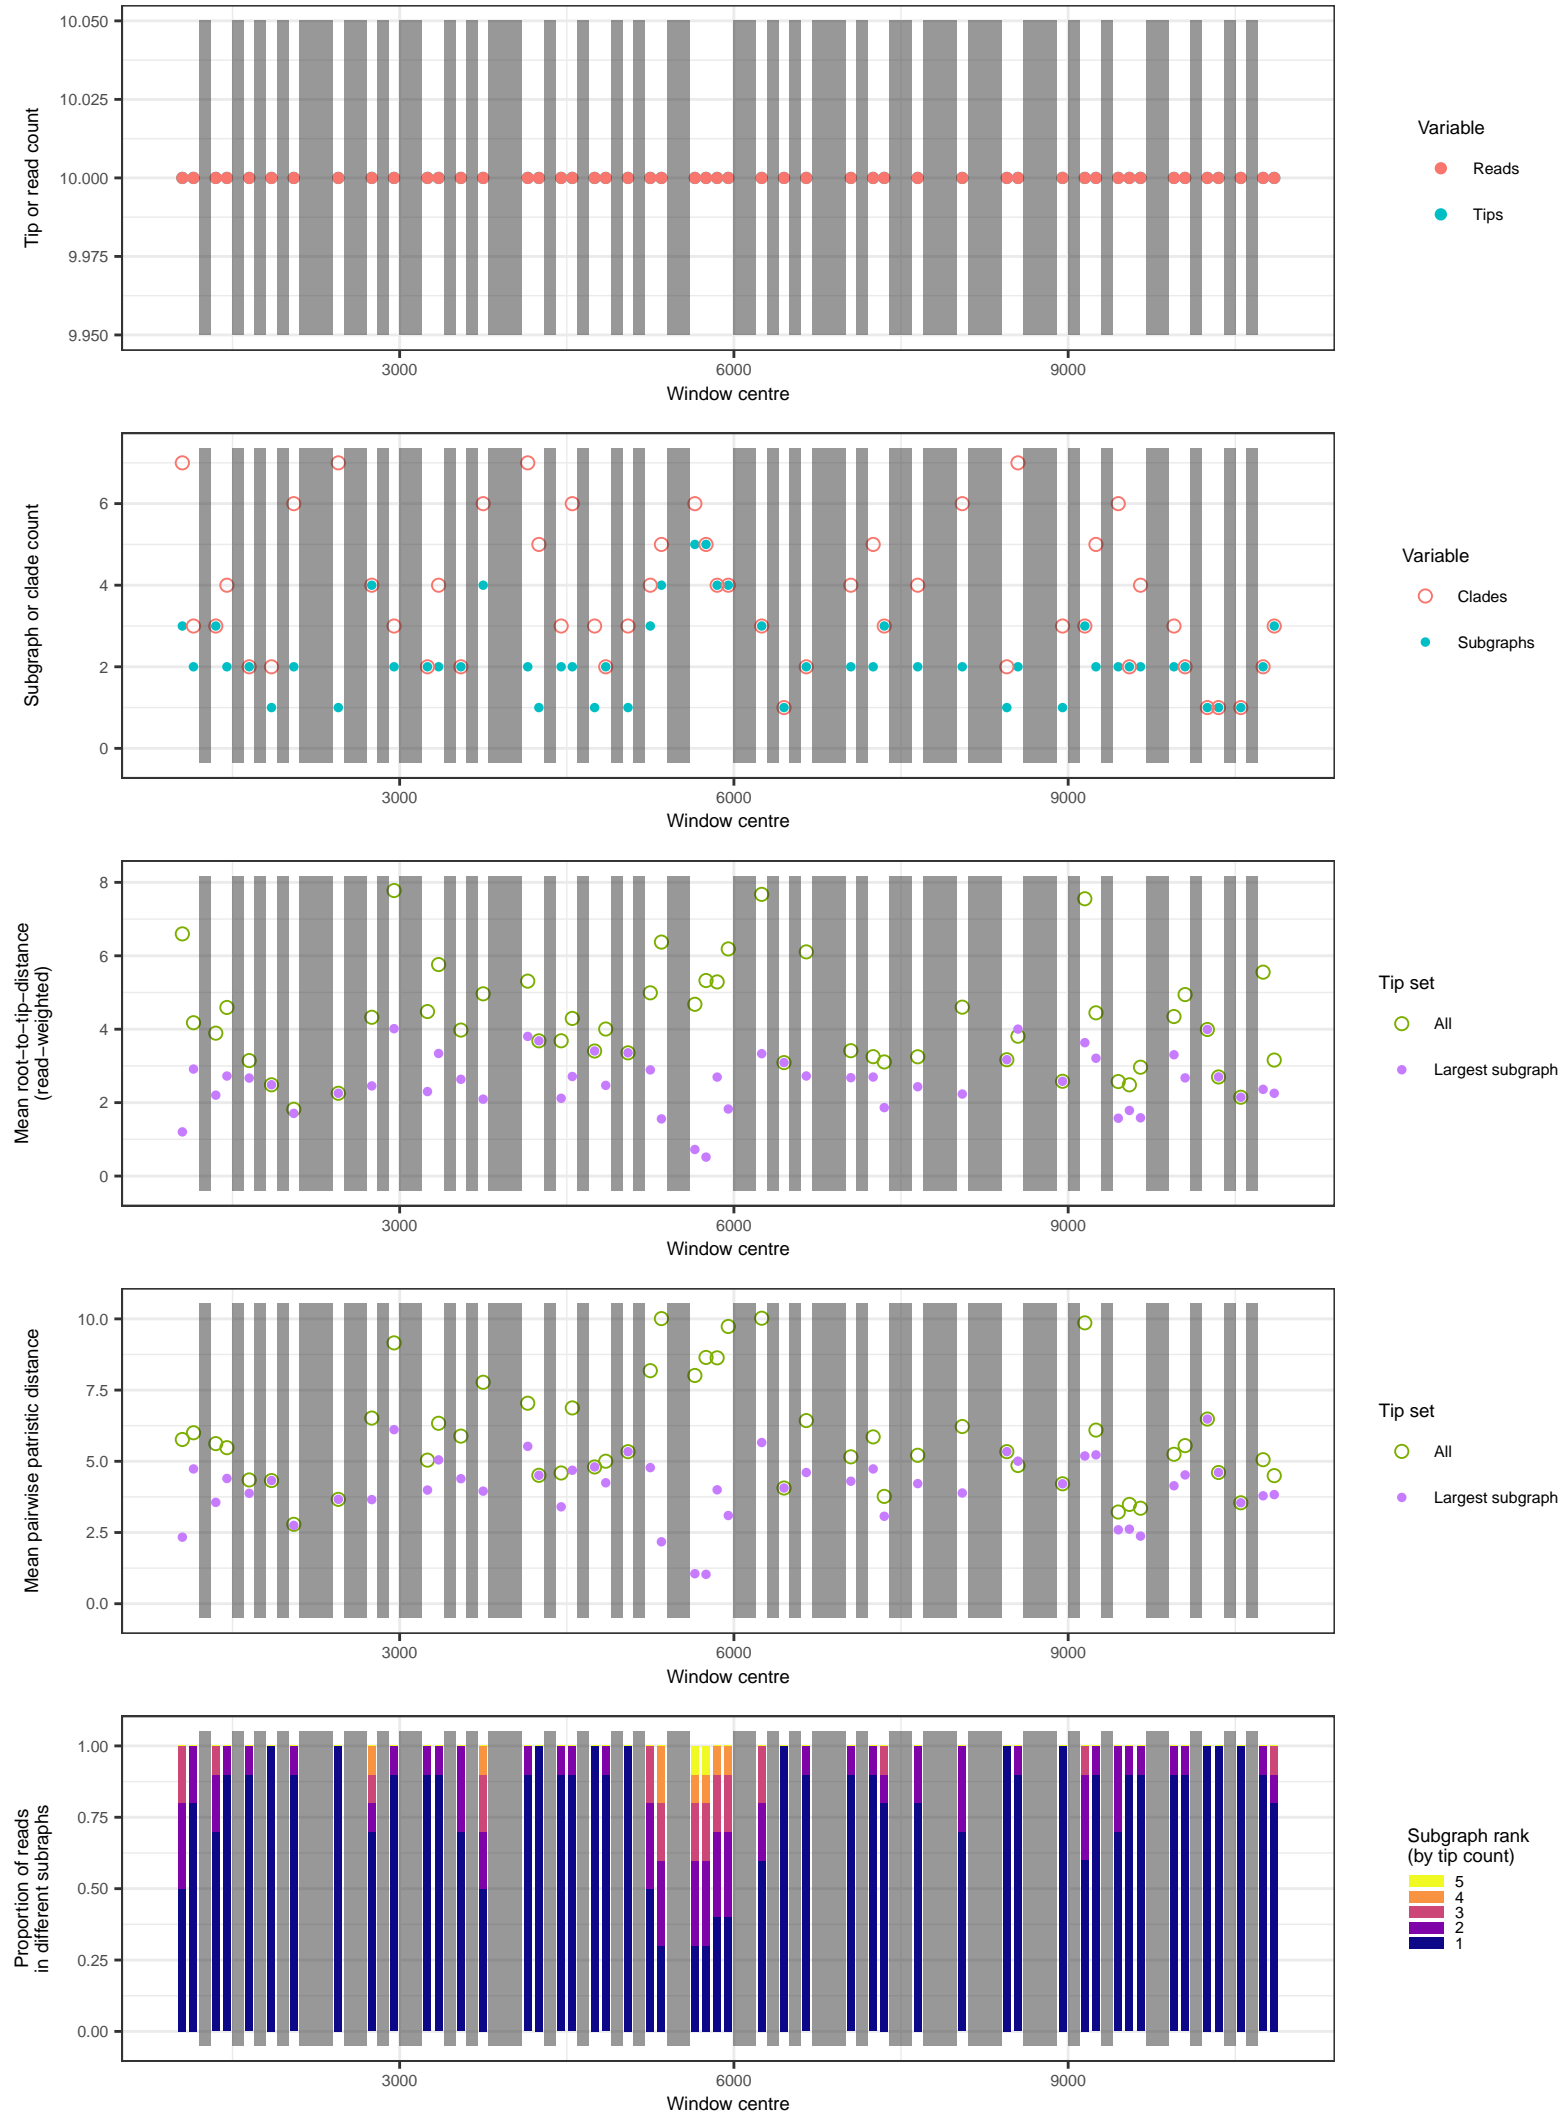 10.050
10.025
10.000
9.975
9.950
Tip or read count
3000 6000 9000
Window centre
Variable
Reads
Tips
6
4
2
0
Subgraph or clade count
3000 6000 9000
Window centre
Variable
Clades
Subgraphs
8
6
4
2
0
Mean root−to−tip−distance
(read−weighted)
3000 6000 9000
Window centre
Tip set
All
Largest subgraph
10.0
7.5
5.0
2.5
0.0
Mean pairwise patristic distance
3000 6000 9000
Window centre
Tip set
All
Largest subgraph
1.00
0.75
0.50
0.25
0.00
Proportion of reads
in different subraphs
3000 6000 9000
Window centre
Subgraph rank
(by tip count)
5
4
3
2
1